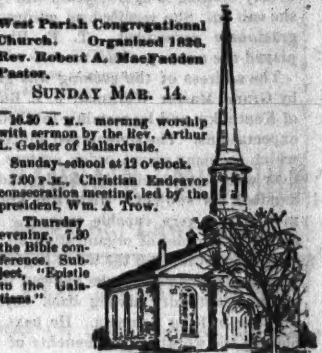 West Parish Congregational
Church. Organized 1826.
Rev. Robert A. MacFadden
Pastor.
SUNDAY MAR. 14.
10.30 A. M., morning worship
with sermon by the Rev. Arthur
L. Golder of Ballardvale.
Sunday-school at 12 o'clock.
7.00 P.M., Christian Endeavor
consecration meeting, led by the
president, Wm. A. Trow.
Thursday
evening, 7.30
the Bible con-
ference. Sub-
ject, "Epistle
to the Gala-
tians."